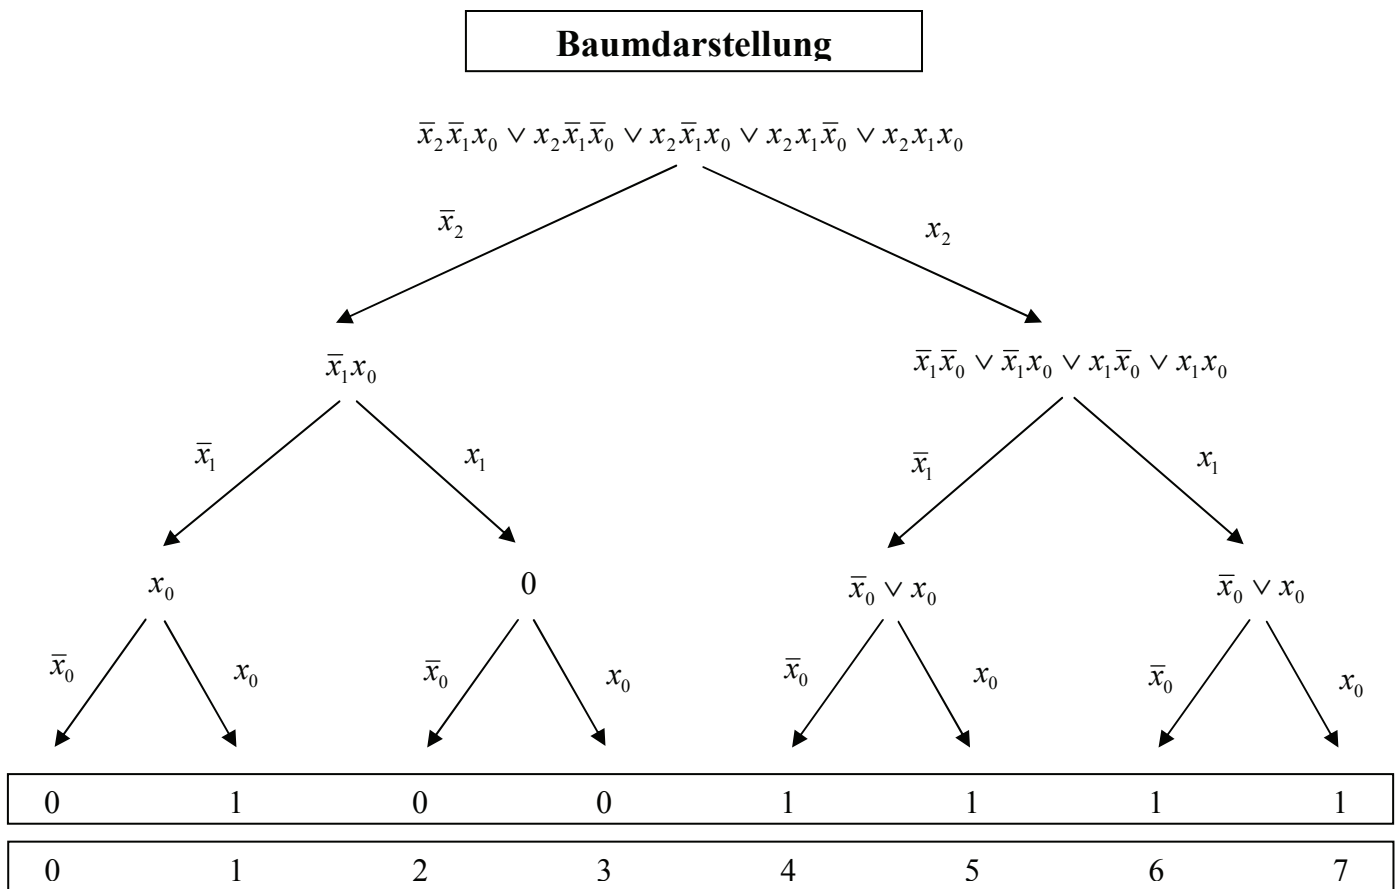 Baumdarstellung
x̅₂x̅₁x₀ ∨ x₂x̅₁x̅₀ ∨ x₂x̅₁x₀ ∨ x₂x₁x̅₀ ∨ x₂x₁x₀
x̅₂ x₂
x̅₁x₀ x̅₁x̅₀ ∨ x̅₁x₀ ∨ x₁x̅₀ ∨ x₁x₀
x̅₁ x₁ x̅₁ x₁
x₀ 0 x̅₀ ∨ x₀ x̅₀ ∨ x₀
x̅₀ x₀ x̅₀ x₀ x̅₀ x₀ x̅₀ x₀
0 1 0 0 1 1 1 1
0 1 2 3 4 5 6 7